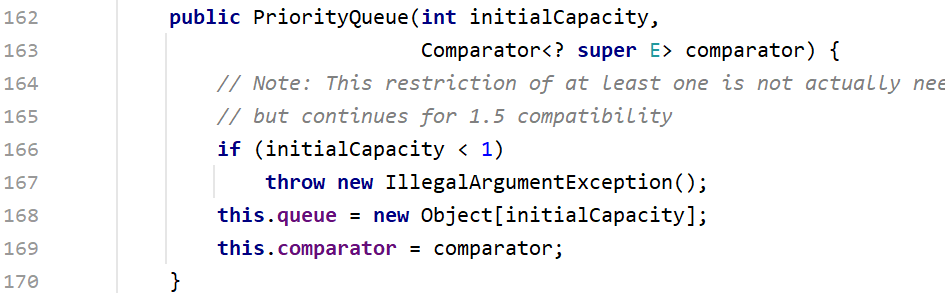 162 public PriorityQueue(int initialCapacity,
163 Comparator<? super E> comparator) {
164 // Note: This restriction of at least one is not actually
165 // but continues for 1.5 compatibility
166 if (initialCapacity < 1)
167 throw new IllegalArgumentException();
168 this.queue = new Object[initialCapacity];
169 this.comparator = comparator;
170 }